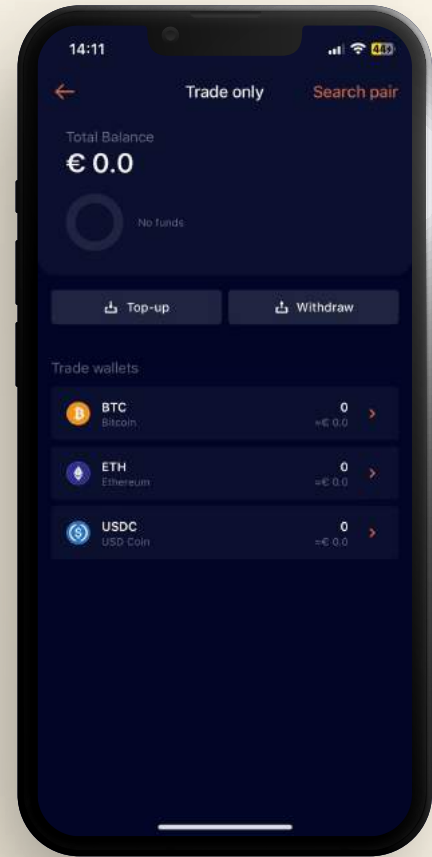 14:11
44
Trade only
Search pair
Total Balance
€ 0.0
No funds
Top-up
Withdraw
Trade wallets
BTC
0
Bitcoin
≈€ 0.0
ETH
0
Ethereum
≈€ 0.0
USDC
0
USD Coin
≈€ 0.0